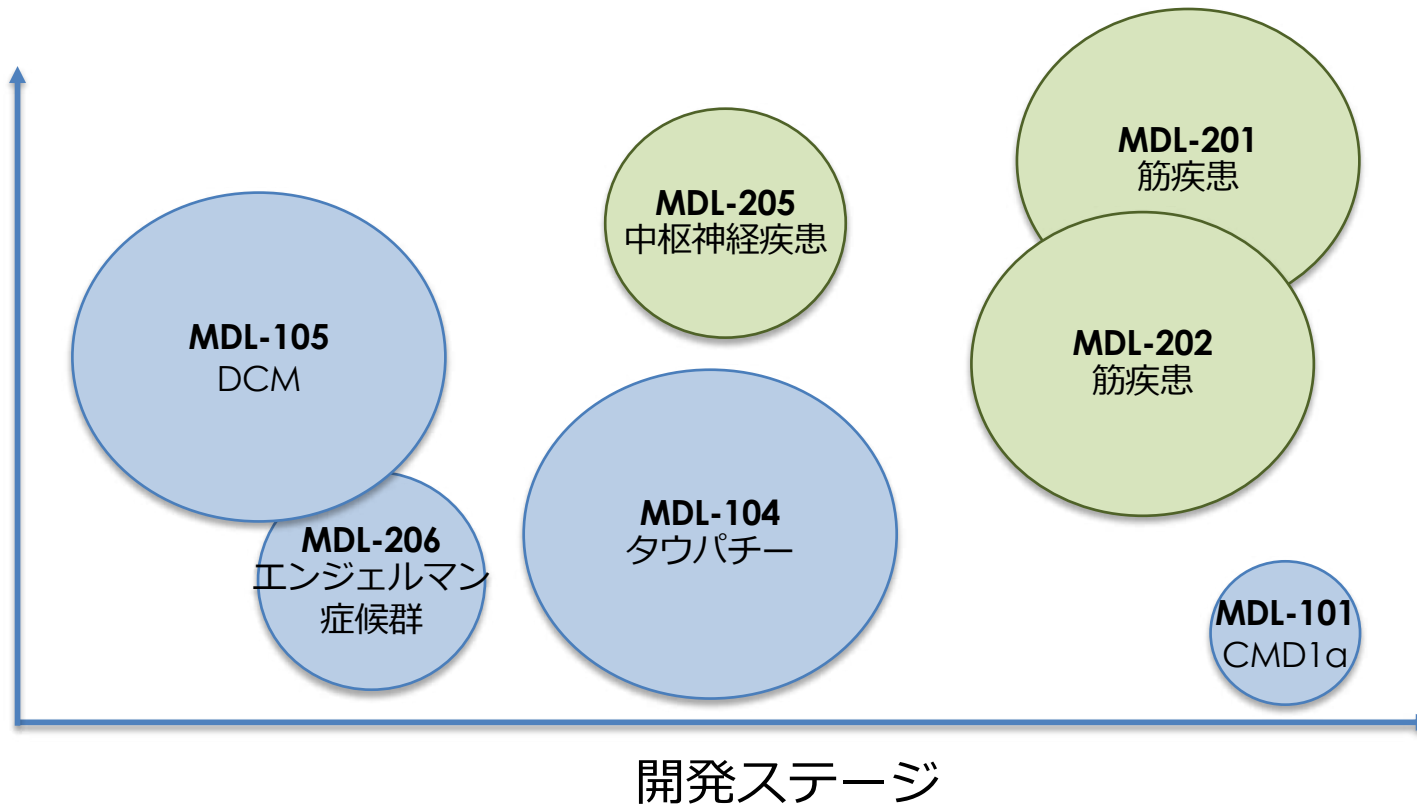 MDL-201
筋疾患
MDL-205
中枢神経疾患
MDL-105
DCM
MDL-202
筋疾患
MDL-104
タウパチー
MDL-206
エンジェルマン
症候群
MDL-101
CMD1a
開発ステージ